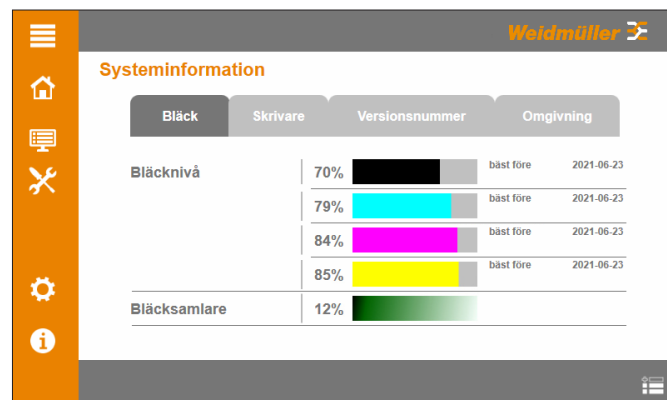 Weidmüller
Systeminformation
Bläck Skrivare Versionsnummer Omgivning
Bläcknivå 70% bäst före 2021-06-23
79% bäst före 2021-06-23
84% bäst före 2021-06-23
85% bäst före 2021-06-23
Bläcksamlare 12%